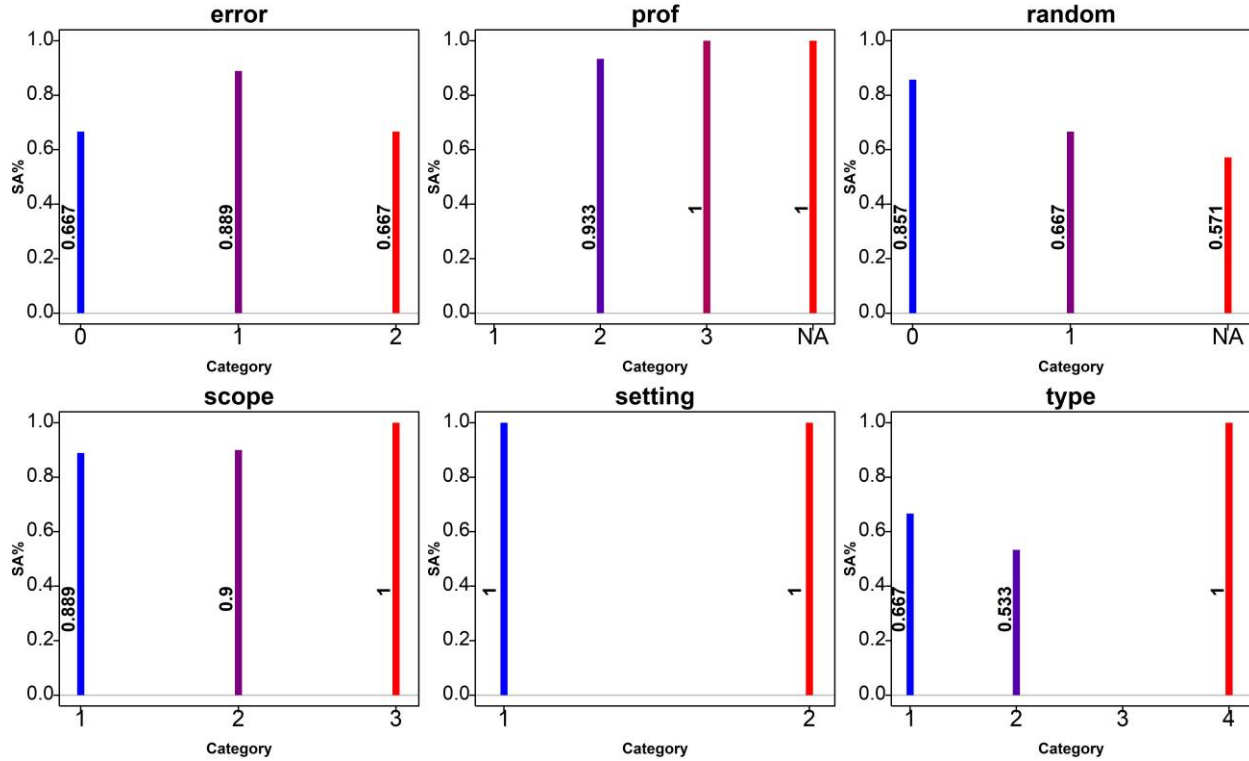 error
SA%
1.0
0.8
0.6
0.4
0.2
0.0
0.667
0.889
0.667
0 1 2
Category
prof
SA%
1.0
0.8
0.6
0.4
0.2
0.0
0.933
1
1
1 2 3 NA
Category
random
SA%
1.0
0.8
0.6
0.4
0.2
0.0
0.857
0.667
0.571
0 1 NA
Category
scope
SA%
1.0
0.8
0.6
0.4
0.2
0.0
0.889
0.9
1
1 2 3
Category
setting
SA%
1.0
0.8
0.6
0.4
0.2
0.0
1
1
1 2
Category
type
SA%
1.0
0.8
0.6
0.4
0.2
0.0
0.667
0.533
1
1 2 3 4
Category